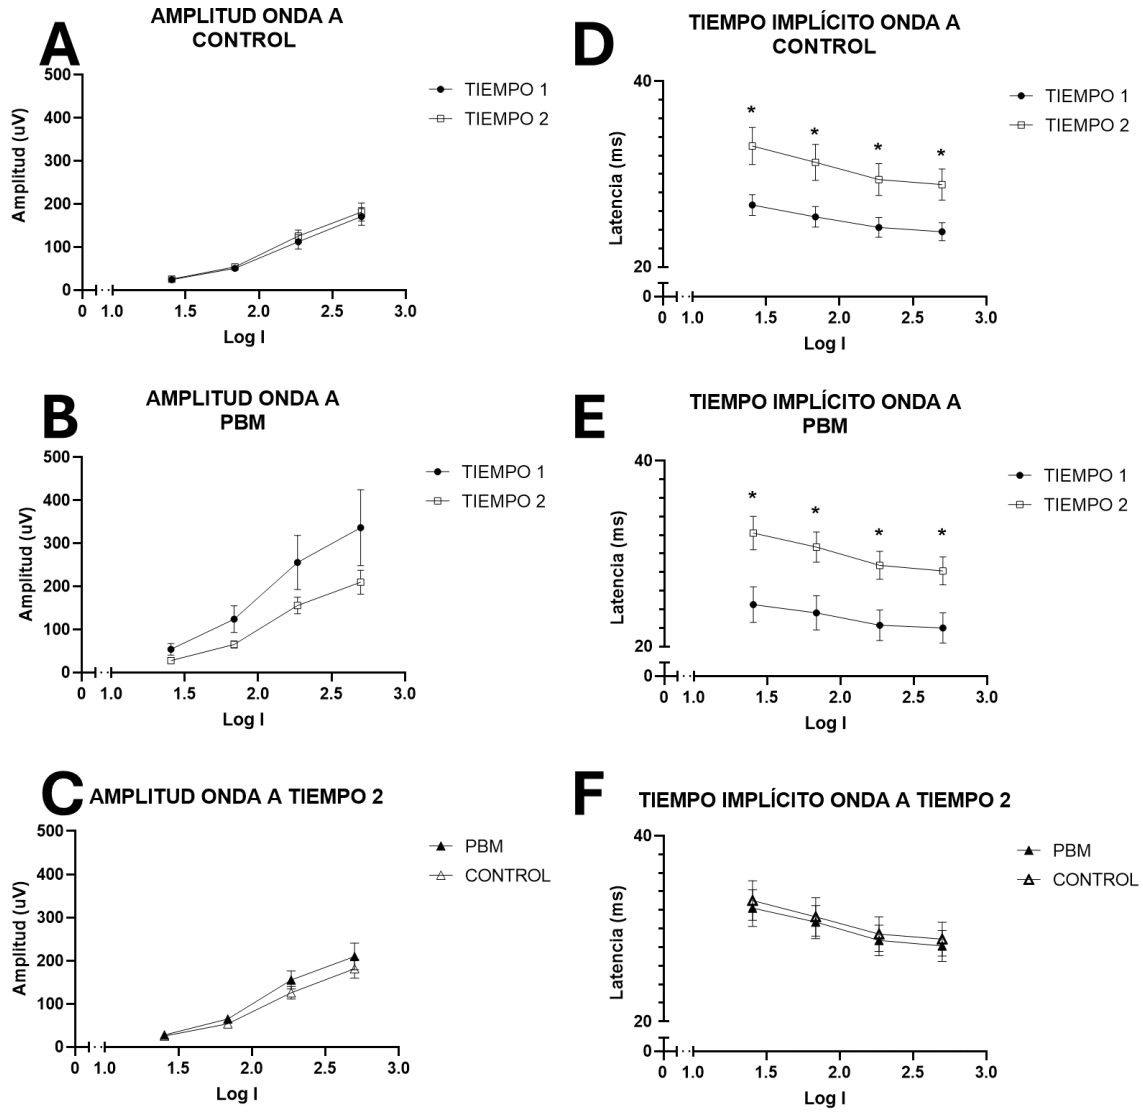 A
AMPLITUD ONDA A
CONTROL
500
400
300
200
100
0
Amplitud (uV)
0 1.0 1.5 2.0 2.5 3.0
Log I
TIEMPO 1
TIEMPO 2
D
TIEMPO IMPLÍCITO ONDA A
CONTROL
40
20
0
Latencia (ms)
* * * *
0 1.0 1.5 2.0 2.5 3.0
Log I
TIEMPO 1
TIEMPO 2
B
AMPLITUD ONDA A
PBM
500
400
300
200
100
0
Amplitud (uV)
0 1.0 1.5 2.0 2.5 3.0
Log I
TIEMPO 1
TIEMPO 2
E
TIEMPO IMPLÍCITO ONDA A
PBM
40
20
0
Latencia (ms)
* * * *
0 1.0 1.5 2.0 2.5 3.0
Log I
TIEMPO 1
TIEMPO 2
C
AMPLITUD ONDA A TIEMPO 2
500
400
300
200
100
0
Amplitud (uV)
0 1.0 1.5 2.0 2.5 3.0
Log I
PBM
CONTROL
F
TIEMPO IMPLÍCITO ONDA A TIEMPO 2
40
20
0
Latencia (ms)
0 1.0 1.5 2.0 2.5 3.0
Log I
PBM
CONTROL